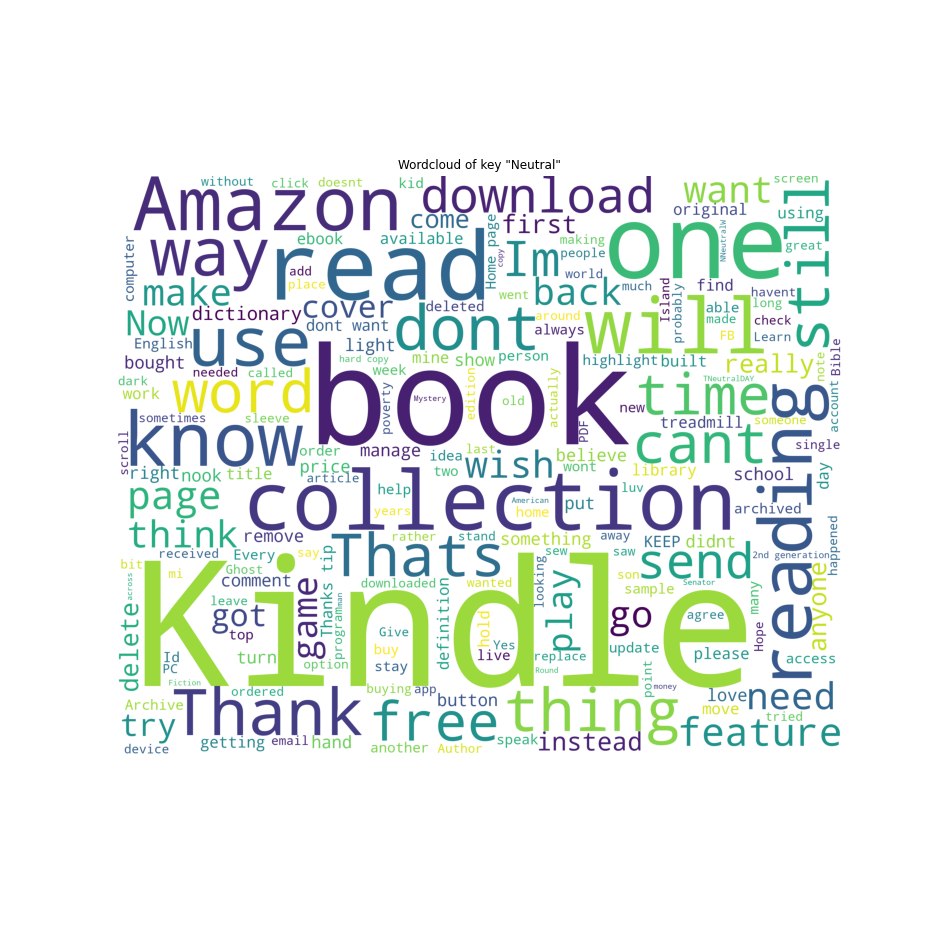 Wordcloud of key "Neutral"
without
click
doesnt
kid
Amazon
download
want
screen
come
first
original
using
still
computer
ebook
available
Home page
copy
Im
making
people
one
NNeutralW
great
way
read
add
place
world
make
cover
deleted
went
back
much
Island
probably
find
havent
long
dictionary
Now
dont want
dont
always
around
will
able
made
FB
check
Learn
English
use
light
mine
show
person
highlight
built
really
note
Bible
bought
needed
called
hard copy
week
book
dark
work
word
poverty
Mystery
edition
old
actually
new
TNeutralDAY
time
someone
account
reading
sometimes
sleeve
know
order
manage
idea
last
PDF
treadmill
cant
single
scroll
right
nook
title
price
article
two
wish
believe
wont
library
school
day
page
collection
help
American
home
put
luv
archived
years
think
remove
rather
stand
something
away
KEEP
didnt
received
Every
say
tip
Thats
sew
saw
send
2nd generation
happened
bit
mi
Ghost
comment
downloaded
wanted
looking
son
sample
Senator
many
anyone
across
delete
leave
got
game
Thanks
program
man
definition
hold
play
go
agree
Kindle
top
Give
Yes
update
please
Hope
Id
PC
turn
option
buy
stay
live
replace
Round
point
access
Fiction
ordered
buying
app
money
love
need
Archive
Thank
free
button
thing
move
tried
try
feature
device
getting
email
hand
another
Author
speak
instead